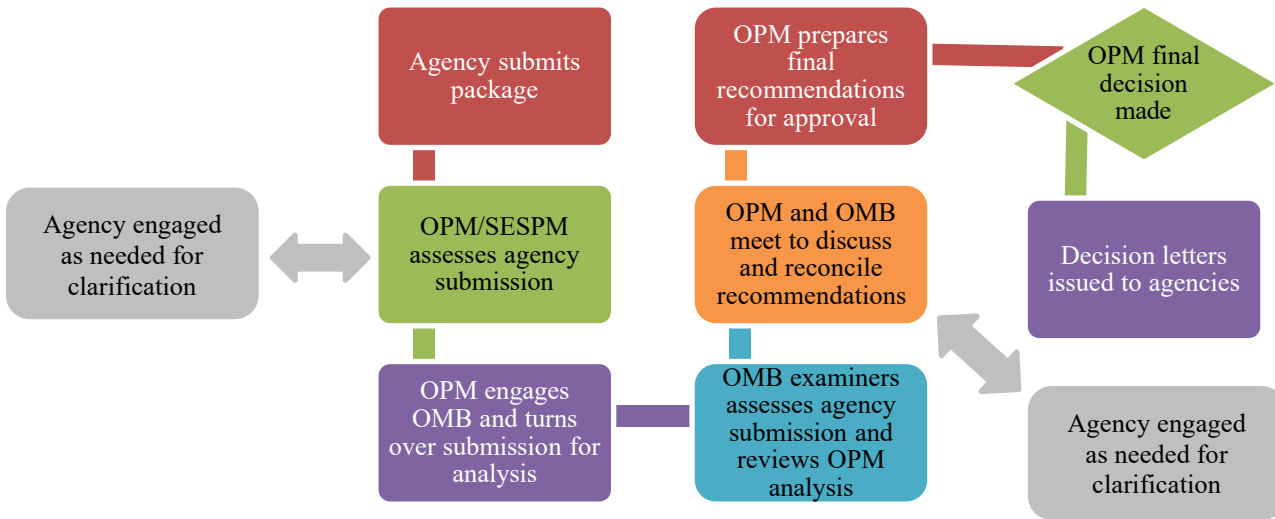 Agency submits
package
OPM/SESPM
assesses agency
submission
Agency engaged
as needed for
clarification
OPM engages
OMB and turns
over submission for
analysis
OMB examiners
assesses agency
submission and
reviews OPM
analysis
OPM and OMB
meet to discuss
and reconcile
recommendations
Agency engaged
as needed for
clarification
OPM prepares
final
recommendations
for approval
OPM final
decision
made
Decision letters
issued to agencies